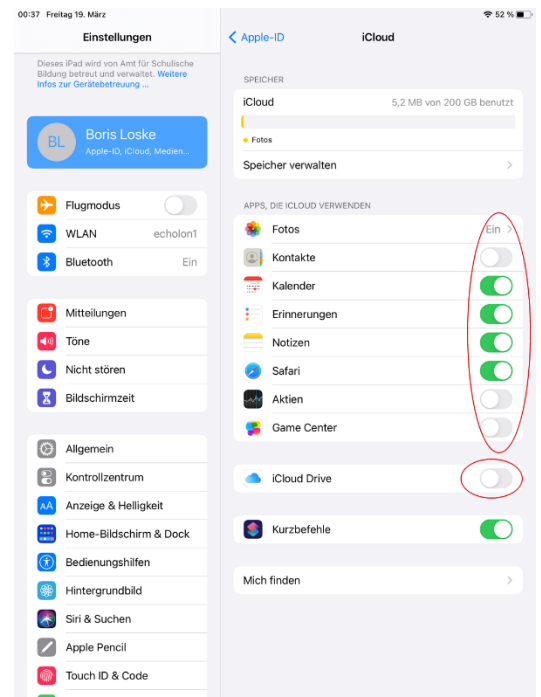 00:37 Freitag 19. März
52 %
Einstellungen
Dieses iPad wird von Amt für Schulische
Bildung betreut und verwaltet. Weitere
Infos zur Gerätebetreuung ...
BL
Boris Loske
Apple-ID, iCloud, Medien...
Flugmodus
WLAN echolon1
Bluetooth Ein
Mitteilungen
Töne
Nicht stören
Bildschirmzeit
Allgemein
Kontrollzentrum
AA Anzeige & Helligkeit
Home-Bildschirm & Dock
Bedienungshilfen
Hintergrundbild
Siri & Suchen
Apple Pencil
Touch ID & Code
Apple-ID
iCloud
SPEICHER
iCloud 5,2 MB von 200 GB benutzt
Fotos
Speicher verwalten
APPS, DIE ICLOUD VERWENDEN
Fotos Ein
Kontakte
Kalender
Erinnerungen
Notizen
Safari
Aktien
Game Center
iCloud Drive
Kurzbefehle
Mich finden